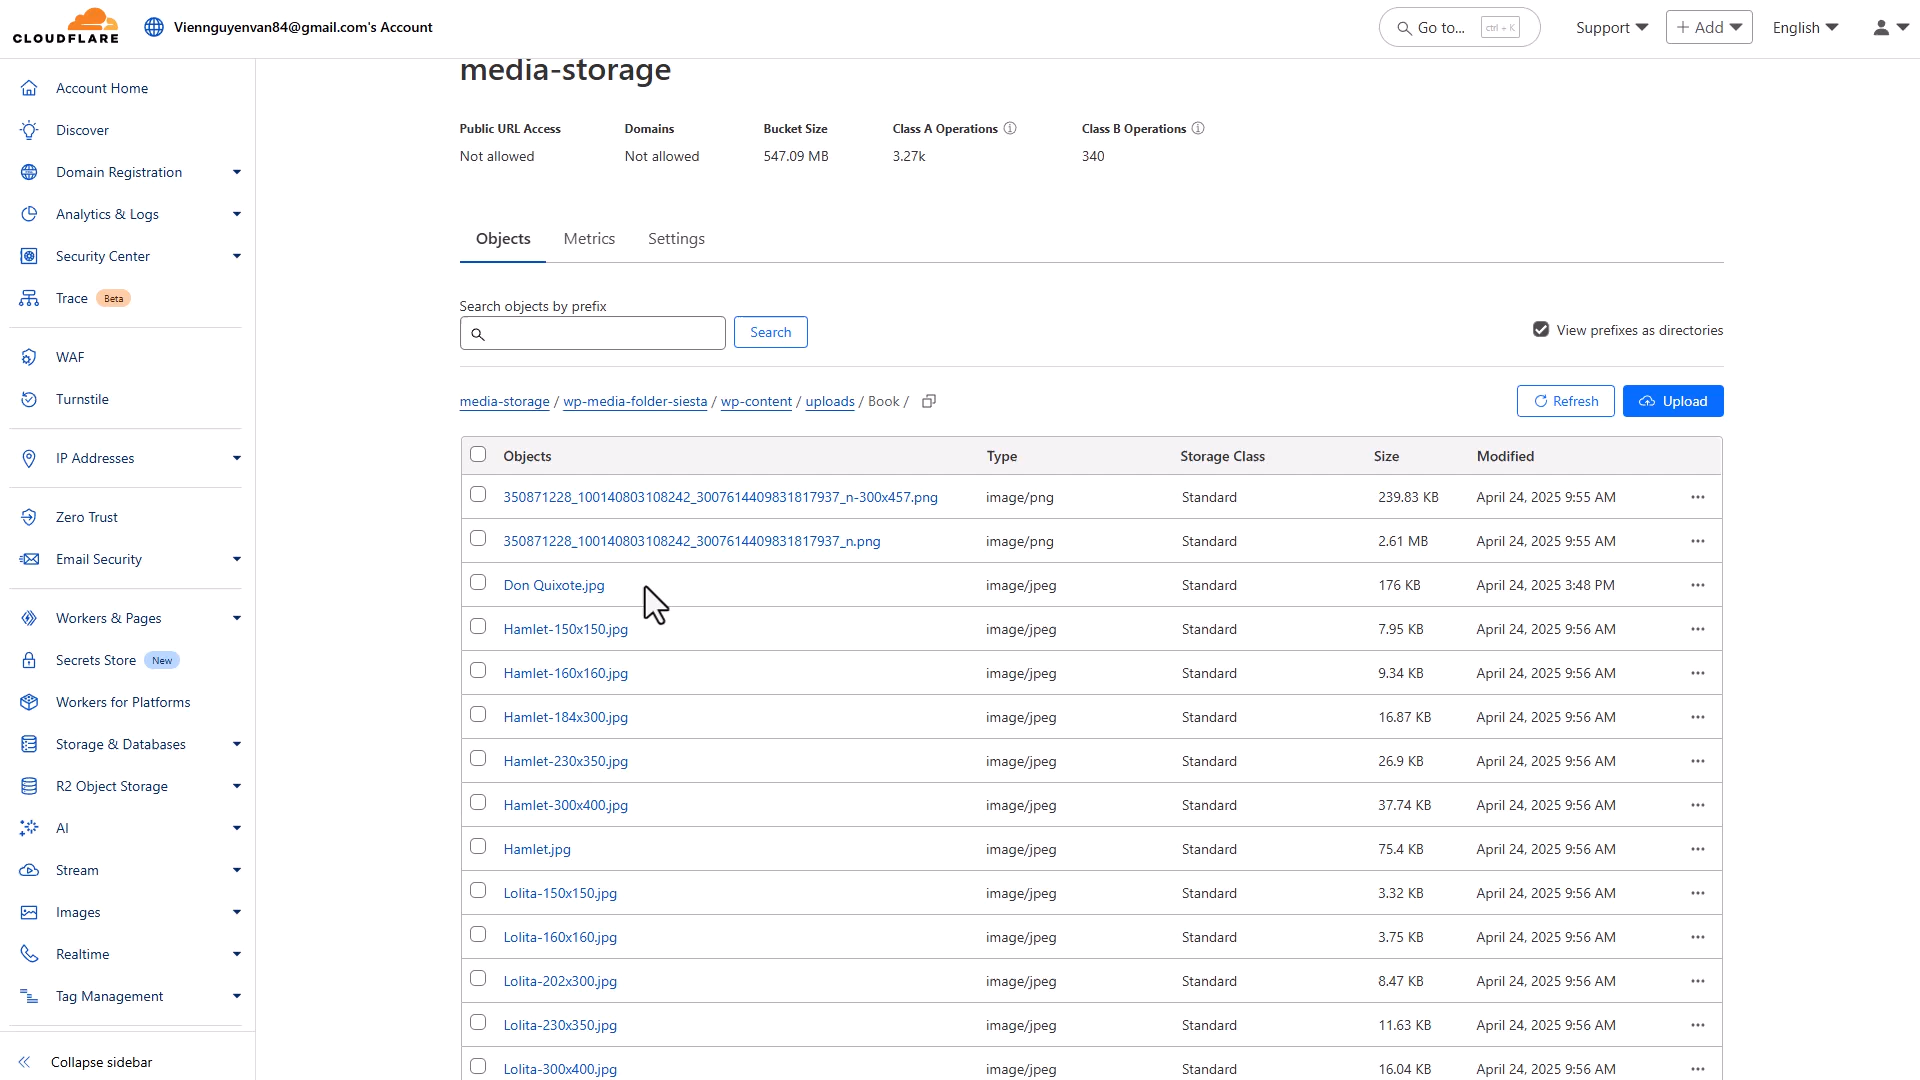 CLOUDFLARE
Viennguyenvan84@gmail.com's Account
Go to... ctrl + K
Support
+ Add
English
Account Home
Discover
Domain Registration
Analytics & Logs
Security Center
Trace Beta
WAF
Turnstile
IP Addresses
Zero Trust
Email Security
Workers & Pages
Secrets Store New
Workers for Platforms
Storage & Databases
R2 Object Storage
AI
Stream
Images
Realtime
Tag Management
Collapse sidebar
media-storage
Public URL Access Domains Bucket Size Class A Operations Class B Operations
Not allowed Not allowed 547.09 MB 3.27k 340
Objects Metrics Settings
Search objects by prefix
Search
View prefixes as directories
media-storage / wp-media-folder-siesta / wp-content / uploads / Book /
Refresh Upload
Objects Type Storage Class Size Modified
350871228_100140803108242_3007614409831817937_n-300x457.png image/png Standard 239.83 KB April 24, 2025 9:55 AM
350871228_100140803108242_3007614409831817937_n.png image/png Standard 2.61 MB April 24, 2025 9:55 AM
Don Quixote.jpg image/jpeg Standard 176 KB April 24, 2025 3:48 PM
Hamlet-150x150.jpg image/jpeg Standard 7.95 KB April 24, 2025 9:56 AM
Hamlet-160x160.jpg image/jpeg Standard 9.34 KB April 24, 2025 9:56 AM
Hamlet-184x300.jpg image/jpeg Standard 16.87 KB April 24, 2025 9:56 AM
Hamlet-230x350.jpg image/jpeg Standard 26.9 KB April 24, 2025 9:56 AM
Hamlet-300x400.jpg image/jpeg Standard 37.74 KB April 24, 2025 9:56 AM
Hamlet.jpg image/jpeg Standard 75.4 KB April 24, 2025 9:56 AM
Lolita-150x150.jpg image/jpeg Standard 3.32 KB April 24, 2025 9:56 AM
Lolita-160x160.jpg image/jpeg Standard 3.75 KB April 24, 2025 9:56 AM
Lolita-202x300.jpg image/jpeg Standard 8.47 KB April 24, 2025 9:56 AM
Lolita-230x350.jpg image/jpeg Standard 11.63 KB April 24, 2025 9:56 AM
Lolita-300x400.jpg image/jpeg Standard 16.04 KB April 24, 2025 9:56 AM